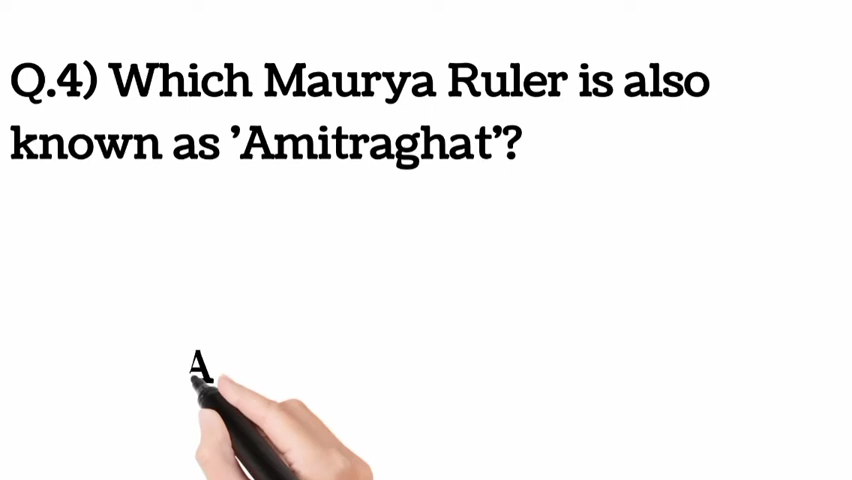 Q.4) Which Maurya Ruler is also
known as ’Amitraghat’?
A